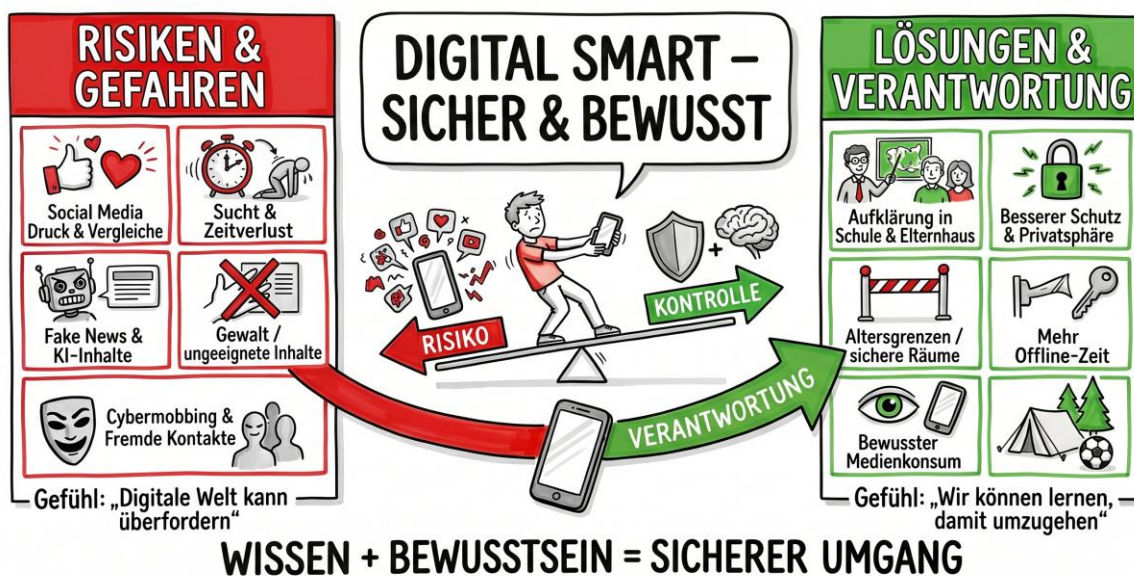 RISIKEN &
GEFAHREN
Social Media
Druck & Vergleiche
Sucht &
Zeitverlust
Fake News &
KI-Inhalte
Gewalt /
ungeeignete Inhalte
Cybermobbing &
Fremde Kontakte
Gefühl: „Digitale Welt kann
überfordern“
DIGITAL SMART –
SICHER & BEWUSST
RISIKO
KONTROLLE
VERANTWORTUNG
LÖSUNGEN &
VERANTWORTUNG
Aufklärung in
Schule & Elternhaus
Besserer Schutz
& Privatsphäre
Altersgrenzen /
sichere Räume
Mehr
Offline-Zeit
Bewusster
Medienkonsum
Gefühl: „Wir können lernen,
damit umzugehen“
WISSEN + BEWUSSTSEIN = SICHERER UMGANG